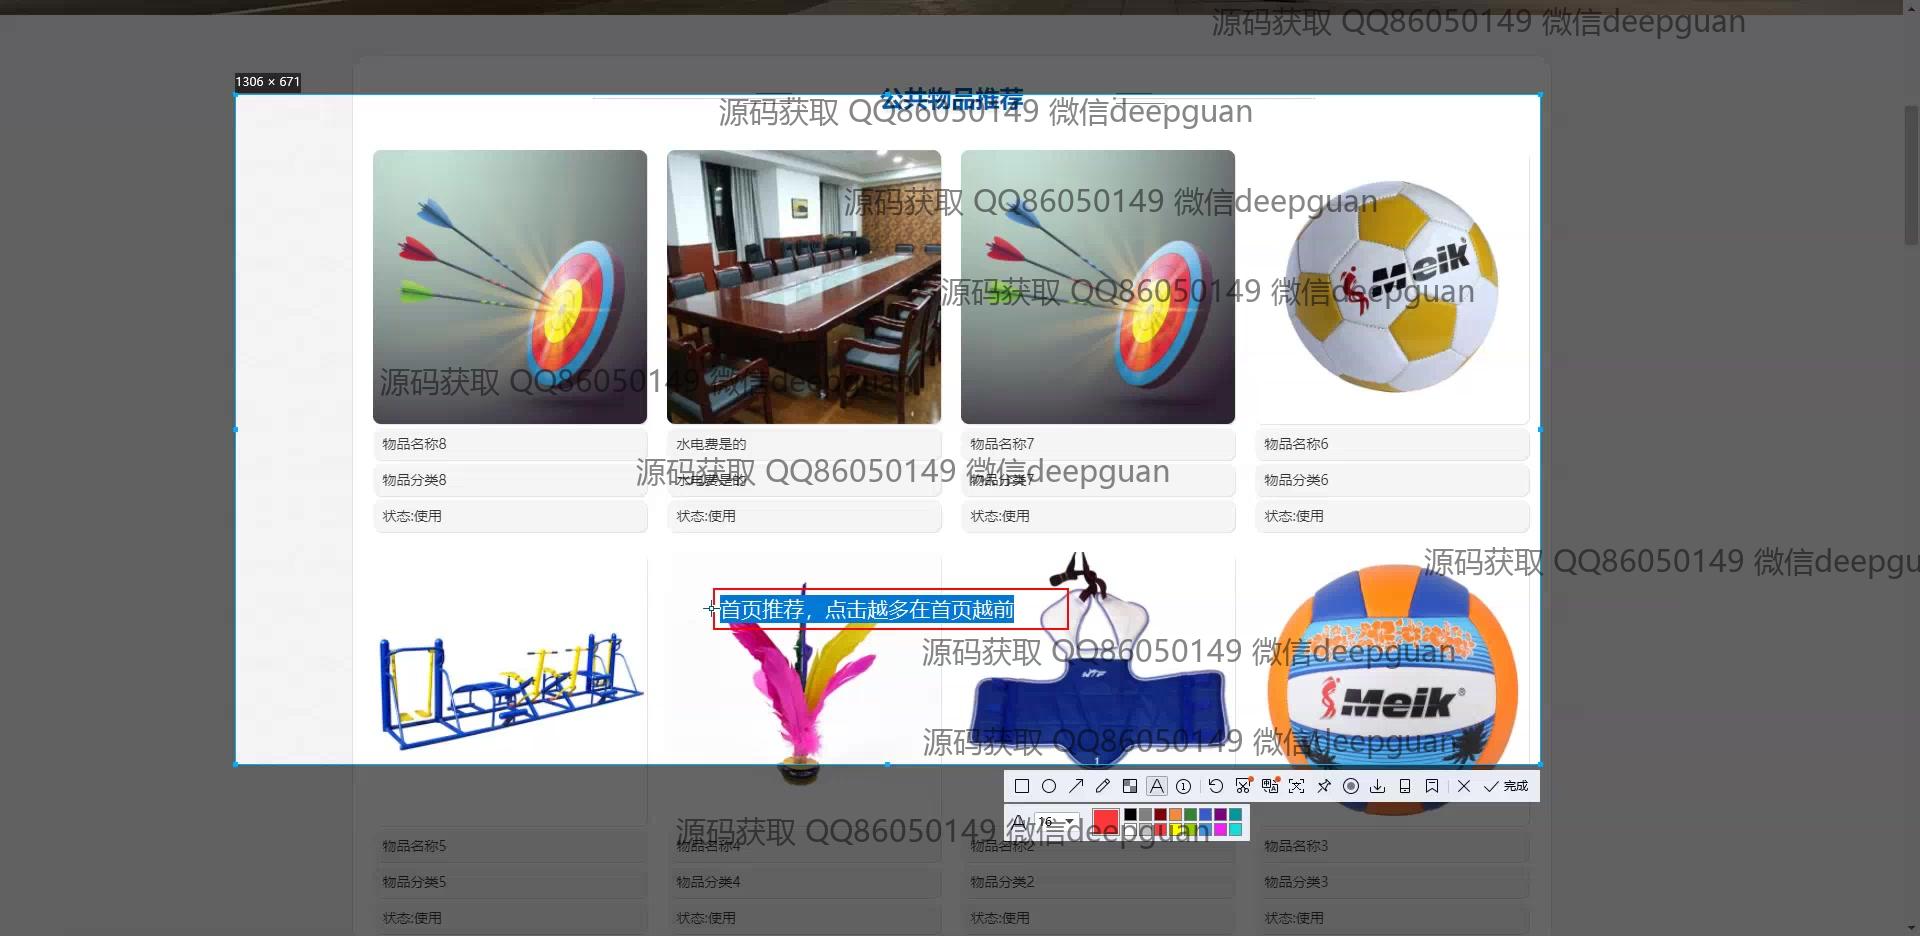 源码获取 QQ86050149 微信deepguan
1306 × 671
公共物品推荐
源码获取 QQ86050149 微信deepguan
源码获取 QQ86050149 微信deepguan
Meik
源码获取 QQ86050149 微信deepguan
源码获取 QQ86050149 微信deepguan
物品名称8
水电费是的
物品名称7
物品名称6
源码获取 QQ86050149 微信deepguan
物品分类8
水电费是的
物品分类7
物品分类6
状态:使用
状态:使用
状态:使用
状态:使用
源码获取 QQ86050149 微信deepgu
首页推荐，点击越多在首页越前
源码获取 QQ86050149 微信deepguan
WTF
Meik®
源码获取 QQ86050149 微信deepguan
1
完成
16
源码获取 QQ86050149 微信deepguan
物品名称5
物品名称4
物品名称2
物品名称3
物品分类5
物品分类4
物品分类2
物品分类3
状态:使用
状态:使用
状态:使用
状态:使用